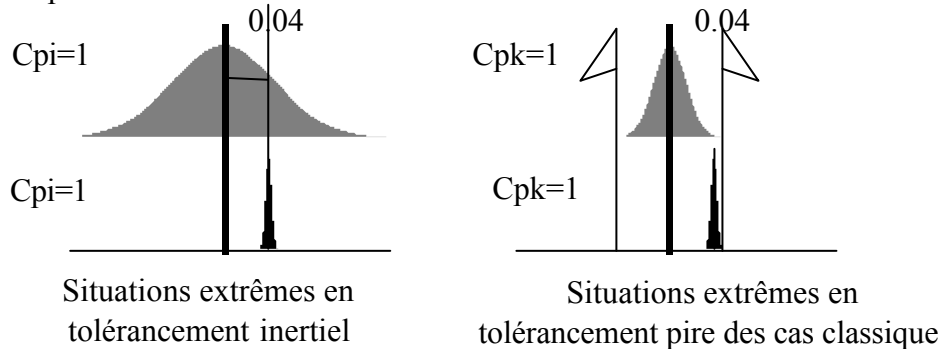 0.04
Cpi=1
Cpi=1
Situations extrêmes en
tolérancement inertiel
0.04
Cpk=1
Cpk=1
Situations extrêmes en
tolérancement pire des cas classique